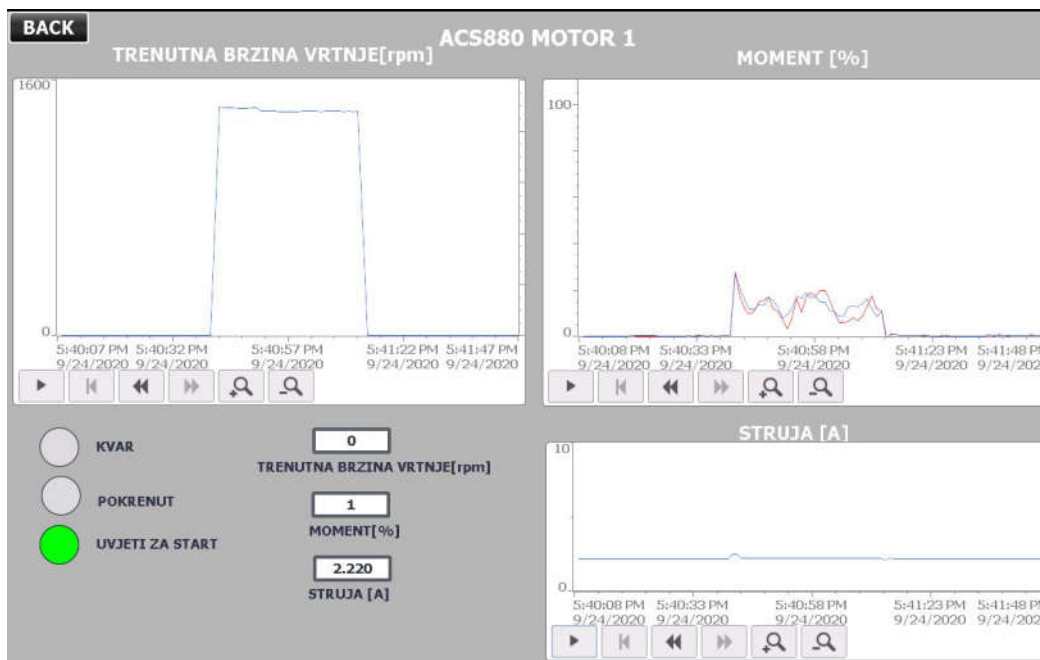 BACK
ACS880 MOTOR 1
TRENUTNA BRZINA VRTNJE[rpm]
1600
0
5:40:07 PM 5:40:32 PM 5:40:57 PM 5:41:22 PM 5:41:47 PM
9/24/2020 9/24/2020 9/24/2020 9/24/2020 9/24/2020
MOMENT [%]
100
0
5:40:08 PM 5:40:33 PM 5:40:58 PM 5:41:23 PM 5:41:48 PM
9/24/2020 9/24/2020 9/24/2020 9/24/2020 9/24/202
KVAR
POKRENUT
UVJETI ZA START
0
TRENUTNA BRZINA VRTNJE[rpm]
1
MOMENT[%]
2.220
STRUJA [A]
STRUJA [A]
10
0
5:40:08 PM 5:40:33 PM 5:40:58 PM 5:41:23 PM 5:41:48 PM
9/24/2020 9/24/2020 9/24/2020 9/24/2020 9/24/202